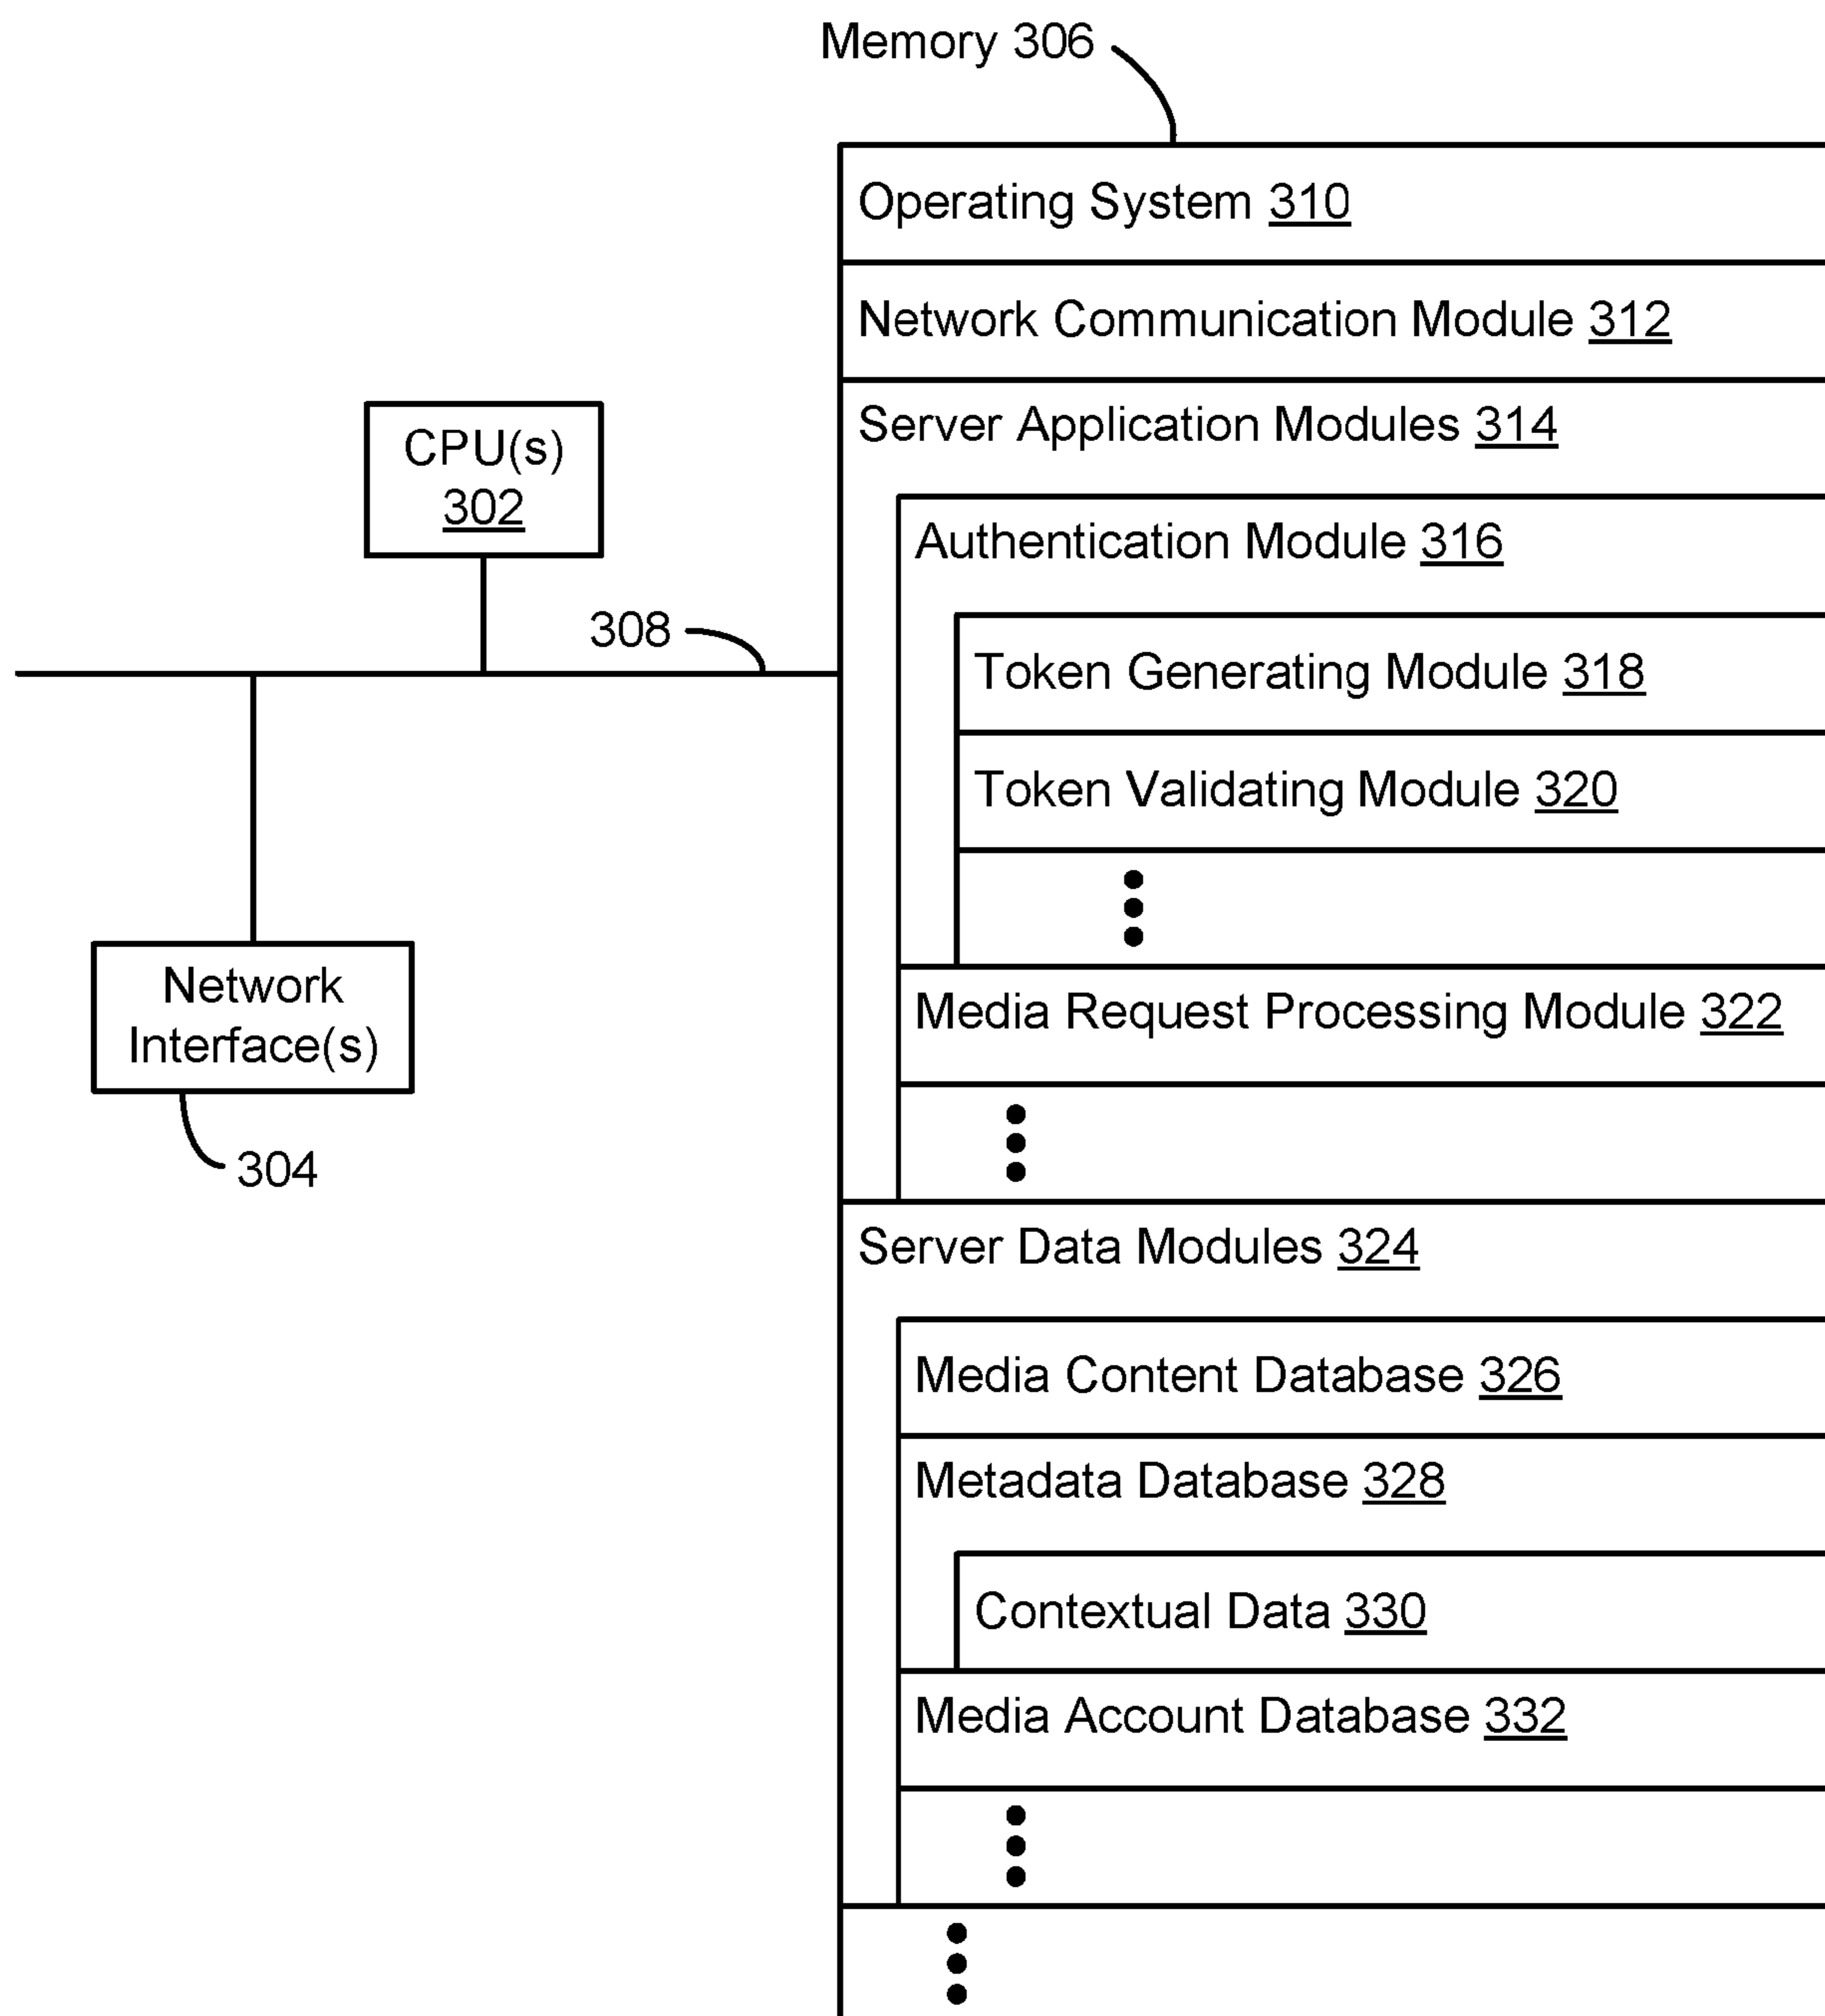 Memory 306
Operating System 310
Network Communication Module 312
Server Application Modules 314
CPU(s)
302
Authentication Module 316
308
Token Generating Module 318
Token Validating Module 320
Network
Interface(s)
304
Media Request Processing Module 322
Server Data Modules 324
Media Content Database 326
Metadata Database 328
Contextual Data 330
Media Account Database 332